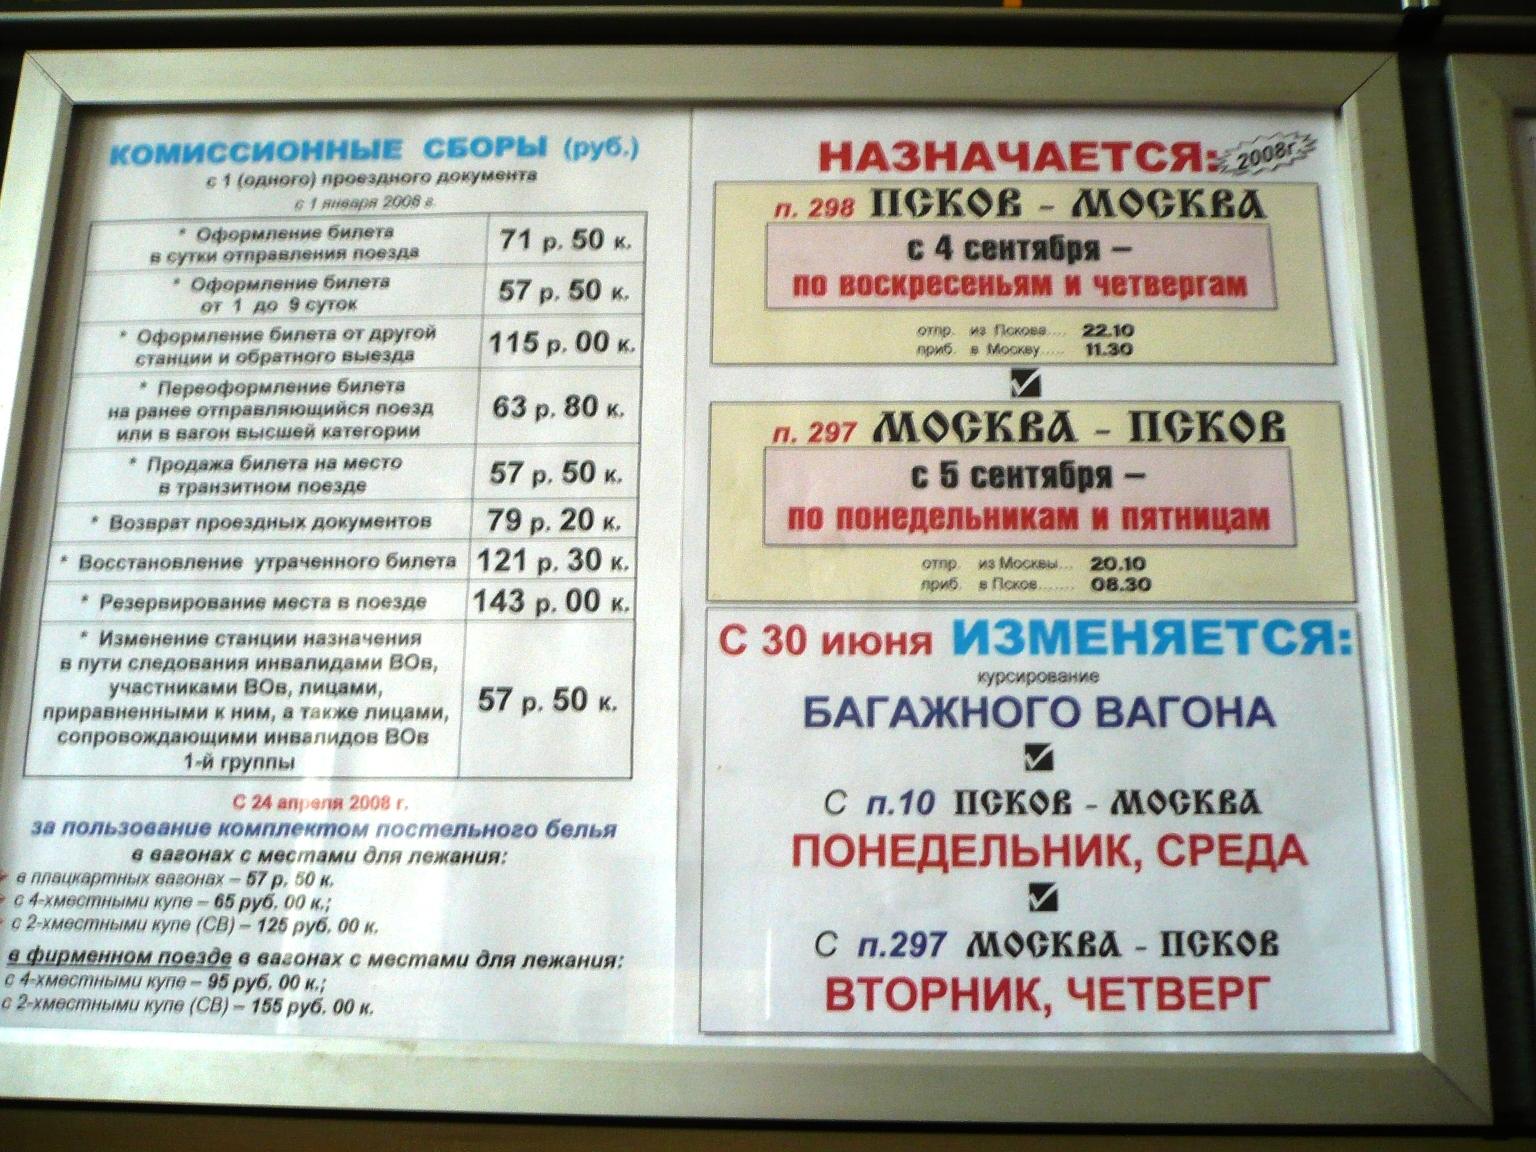 КОМИССИОННЫЕ СБОРЫ (руб.)
с 1 (одного) проездного документа
с 1 января 2008 г.
* Оформление билета
в сутки отправления поезда
71 р. 50 к.
* Оформление билета
от 1 до 9 суток
57 р. 50 к.
* Оформление билета от другой
станции и обратного выезда
115 р. 00 к.
* Переоформление билета
на ранее отправляющийся поезд
или в вагон высшей категории
63 р. 80 к.
* Продажа билета на место
в транзитном поезде
57 р. 50 к.
* Возврат проездных документов
79 р. 20 к.
* Восстановление утраченного билета
121 р. 30 к.
* Резервирование места в поезде
143 р. 00 к.
* Изменение станции назначения
в пути следования инвалидами ВОв,
участниками ВОв, лицами,
приравненными к ним, а также лицами,
сопровождающими инвалидов ВОв
1-й группы
57 р. 50 к.
С 24 апреля 2008 г.
за пользование комплектом постельного белья
в вагонах с местами для лежания:
в плацкартных вагонах – 57 р. 50 к.
с 4-хместными купе – 65 руб. 00 к.;
с 2-хместными купе (СВ) – 125 руб. 00 к.
в фирменном поезде в вагонах с местами для лежания:
с 4-хместными купе – 95 руб. 00 к.;
с 2-хместными купе (СВ) – 155 руб. 00 к.
НАЗНАЧАЕТСЯ: 2008г.
п. 298 ПСКОВ - МОСКВА
с 4 сентября –
по воскресеньям и четвергам
отпр. из Пскова.... 22.10
приб. в Москву..... 11.30
п. 297 МОСКВА - ПСКОВ
с 5 сентября –
по понедельникам и пятницам
отпр. из Москвы... 20.10
приб. в Псков....... 08.30
С 30 июня ИЗМЕНЯЕТСЯ:
курсирование
БАГАЖНОГО ВАГОНА
С п.10 ПСКОВ - МОСКВА
ПОНЕДЕЛЬНИК, СРЕДА
С п.297 МОСКВА - ПСКОВ
ВТОРНИК, ЧЕТВЕРГ